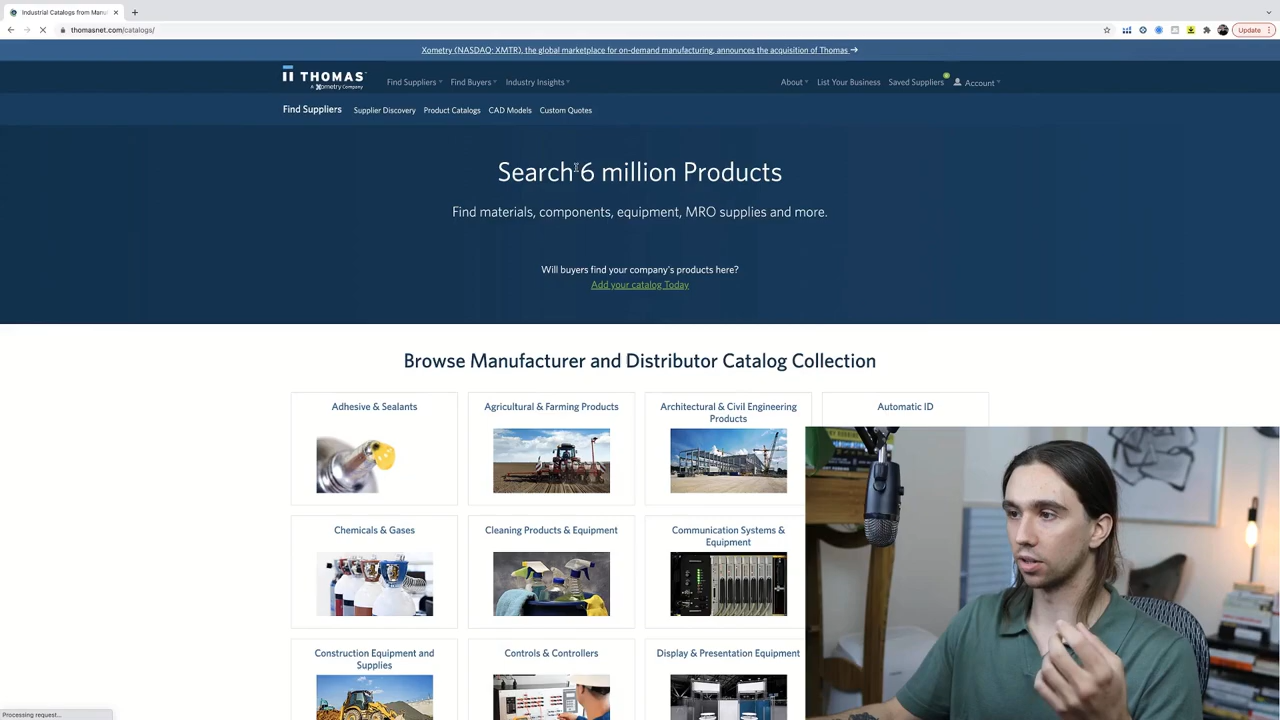 Industrial Catalogs from Manu
thomasnet.com/catalogs/
Update
Xometry (NASDAQ: XMTR), the global marketplace for on-demand manufacturing, announces the acquisition of Thomas
THOMAS
A Xometry Company
Find Suppliers
Find Buyers
Industry Insights
About
List Your Business
Saved Suppliers
Account
Find Suppliers
Supplier Discovery
Product Catalogs
CAD Models
Custom Quotes
Search 6 million Products
Find materials, components, equipment, MRO supplies and more.
Will buyers find your company's products here?
Add your catalog Today
Browse Manufacturer and Distributor Catalog Collection
Adhesive & Sealants
Agricultural & Farming Products
Architectural & Civil Engineering
Products
Automatic ID
Chemicals & Gases
Cleaning Products & Equipment
Communication Systems &
Equipment
Construction Equipment and
Supplies
Controls & Controllers
Display & Presentation Equipment
Processing request...